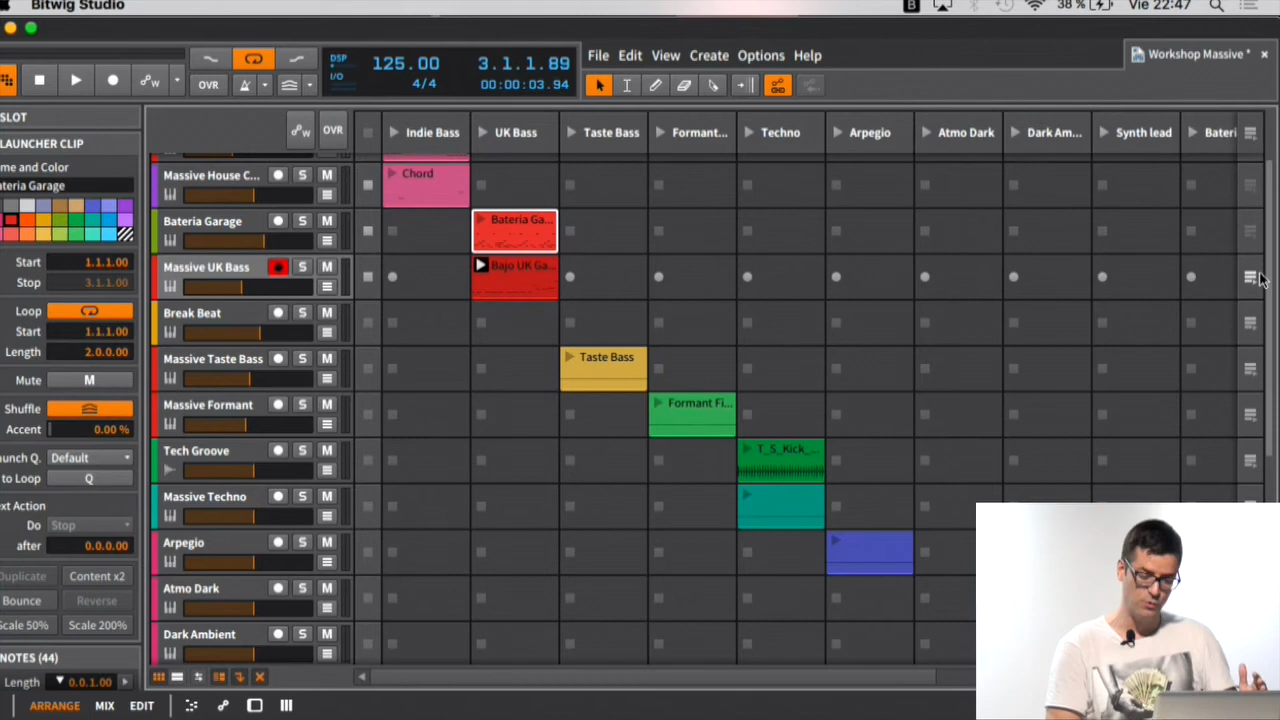 Bitwig Studio
38 %
Vie 22:47
File Edit View Create Options Help
Workshop Massive *
DSP
I/O
125.00
4/4
3.1.1.89
00:00:03.94
OVR
SLOT
LAUNCHER CLIP
ateria Garage
Start 1.1.1.00
Stop 3.1.1.00
Loop
Start 1.1.1.00
Length 2.0.0.00
Mute M
Shuffle
Accent 0.00 %
aunch Q. Default
to Loop Q
ext Action
Do Stop
after 0.0.0.00
Duplicate Content x2
Bounce Reverse
Scale 50% Scale 200%
NOTES (44)
Length 0.0.1.00
OVR
Indie Bass
UK Bass
Taste Bass
Formant...
Techno
Arpegio
Atmo Dark
Dark Am...
Synth lead
Bateri
Massive House C... S M
Chord
Bateria Garage S M
Bateria Ga...
Massive UK Bass S M
Bajo UK Ga...
Break Beat S M
Massive Taste Bass S M
Taste Bass
Massive Formant S M
Formant Fi...
Tech Groove S M
T_S_Kick_...
Massive Techno S M
Arpegio S M
Atmo Dark S M
Dark Ambient S M
ARRANGE MIX EDIT